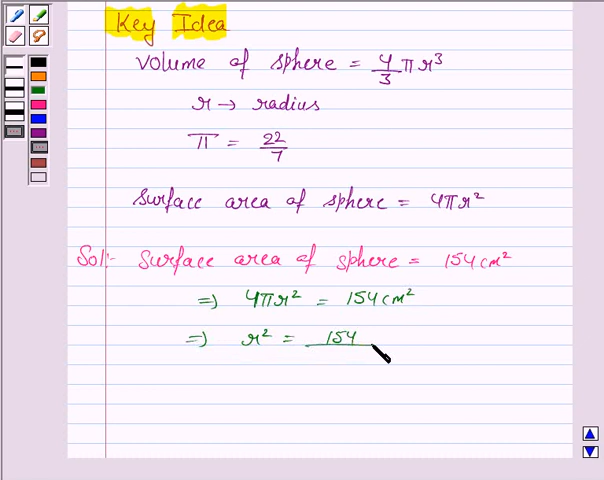 Key Idea
Volume of sphere = 4/3 π r³
r → radius
π = 22/7
Surface area of sphere = 4πr²
Sol:- Surface area of sphere = 154 cm²
⇒ 4πr² = 154 cm²
⇒ r² = 154